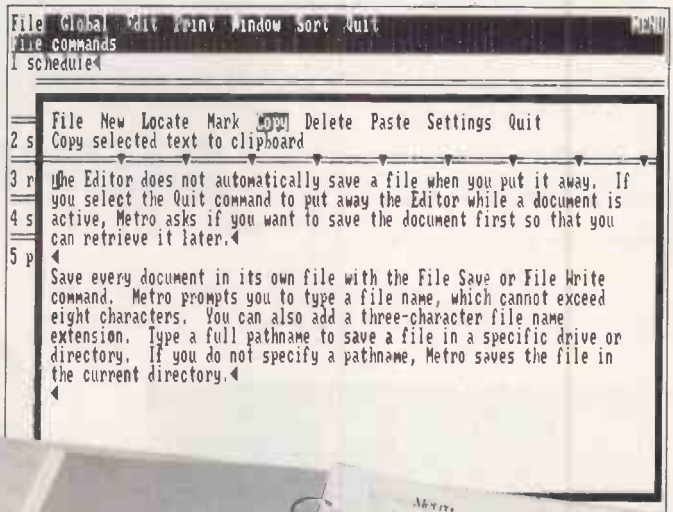 File Global Edit Print Window Sort Quit MENU
File commands
1 schedule
File New Locate Mark Copy Delete Paste Settings Quit
2 s Copy selected text to clipboard
3 r The Editor does not automatically save a file when you put it away. If
you select the Quit command to put away the Editor while a document is
4 s active, Metro asks if you want to save the document first so that you
can retrieve it later.
5 p
Save every document in its own file with the File Save or File Write
command. Metro prompts you to type a file name, which cannot exceed
eight characters. You can also add a three-character file name
extension. Type a full pathname to save a file in a specific drive or
directory. If you do not specify a pathname, Metro saves the file in
the current directory.
Metro